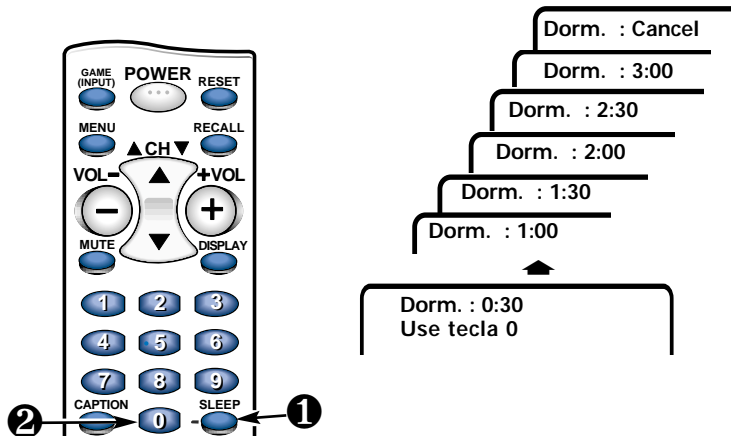 GAME
(INPUT)
POWER
RESET
MENU
RECALL
▲CH▼
VOL−
+VOL
−
+
MUTE
DISPLAY
1 2 3
4 5 6
7 8 9
CAPTION
0
SLEEP
❷
❶
Dorm. : Cancel
Dorm. : 3:00
Dorm. : 2:30
Dorm. : 2:00
Dorm. : 1:30
Dorm. : 1:00
Dorm. : 0:30
Use tecla 0